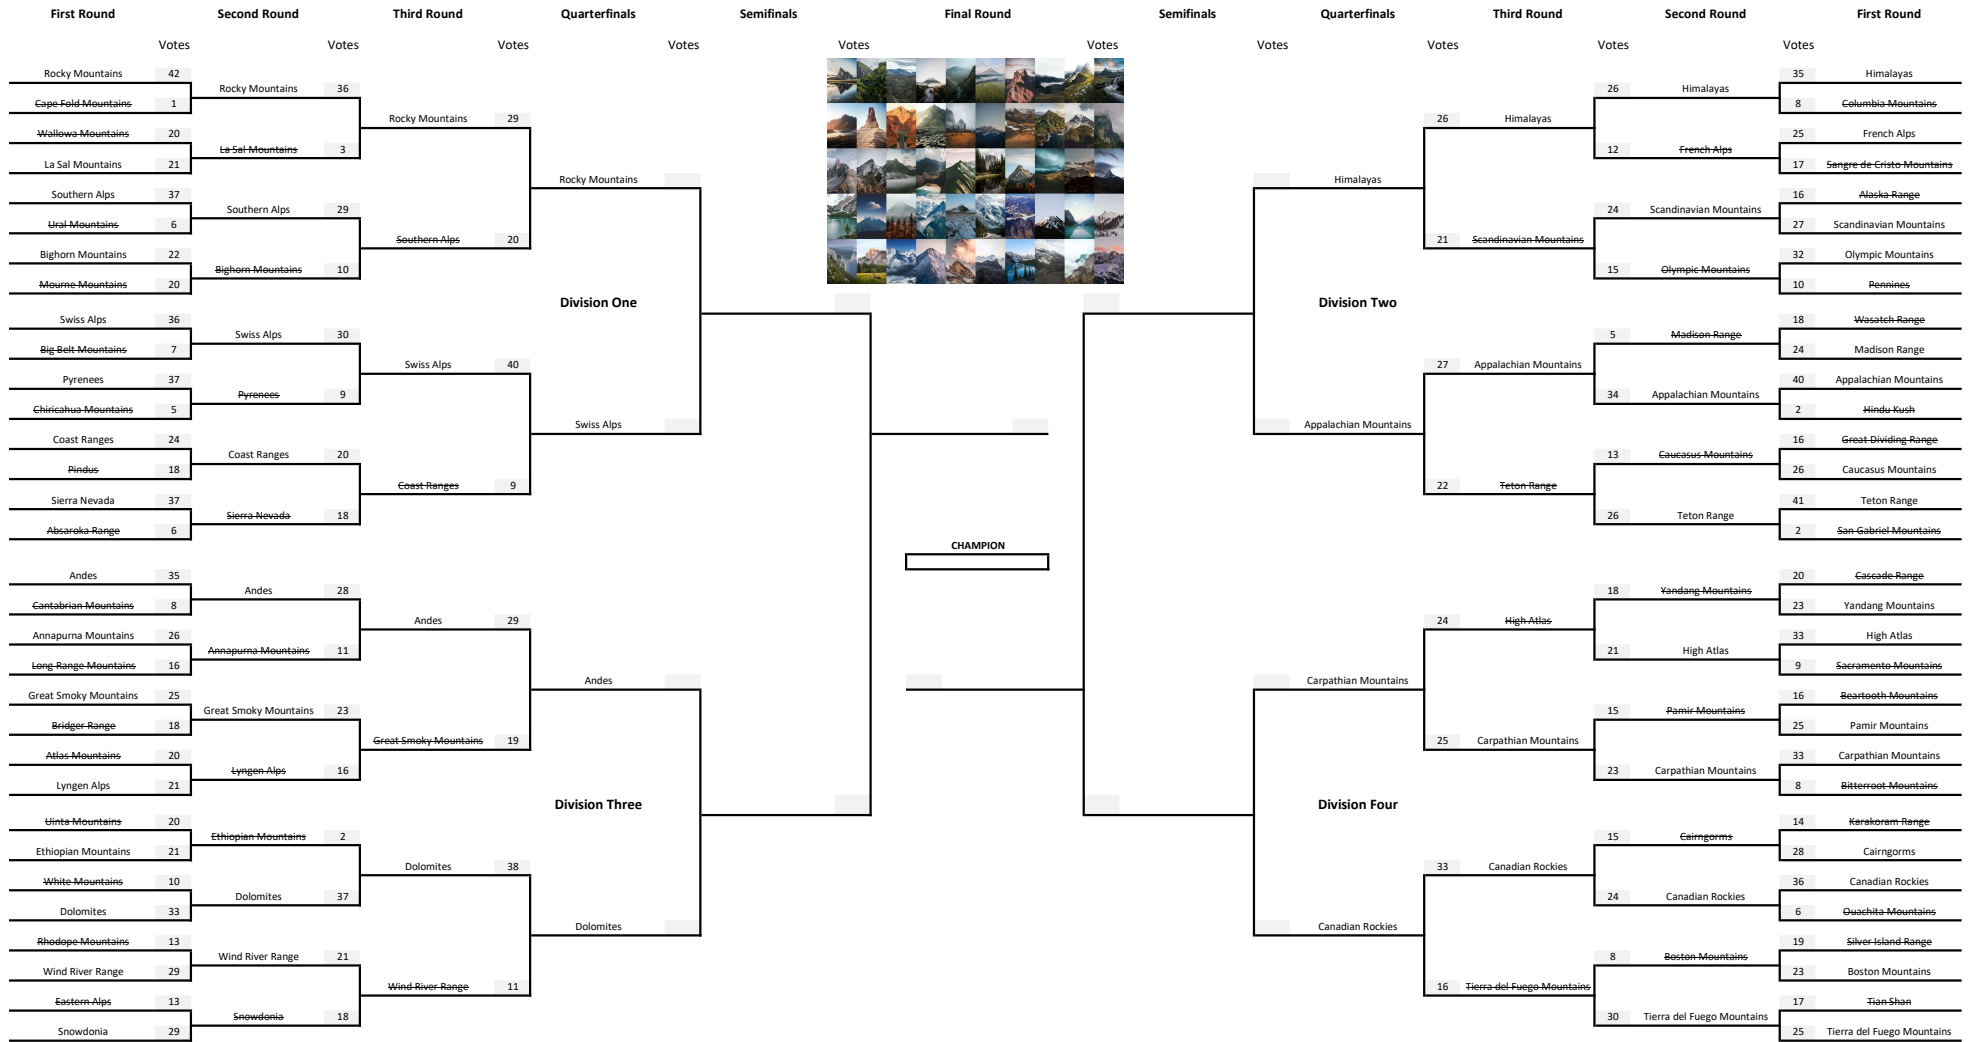 First Round Second Round Third Round Quarterfinals Semifinals Final Round Semifinals Quarterfinals Third Round Second Round First Round
Votes Votes Votes Votes Votes Votes Votes Votes Votes Votes
Rocky Mountains 42 35 Himalayas
Rocky Mountains 36 26 Himalayas
Cape Fold Mountains 1 8 Columbia Mountains
Rocky Mountains 29 26 Himalayas
Wallowa Mountains 20 25 French Alps
La Sal Mountains 3 12 French Alps
La Sal Mountains 21 17 Sangre de Cristo Mountains
Rocky Mountains Himalayas
Southern Alps 37 16 Alaska Range
Southern Alps 29 24 Scandinavian Mountains
Ural Mountains 6 27 Scandinavian Mountains
Southern Alps 20 21 Scandinavian Mountains
Bighorn Mountains 22 32 Olympic Mountains
Bighorn Mountains 10 15 Olympic Mountains
Mourne Mountains 20 10 Pennines
Division One Division Two
Swiss Alps 36 18 Wasatch Range
Swiss Alps 30 5 Madison Range
Big Belt Mountains 7 24 Madison Range
Swiss Alps 40 27 Appalachian Mountains
Pyrenees 37 40 Appalachian Mountains
Pyrenees 9 34 Appalachian Mountains
Chiricahua Mountains 5 2 Hindu Kush
Swiss Alps Appalachian Mountains
Coast Ranges 24 16 Great Dividing Range
Coast Ranges 20 13 Caucasus Mountains
Pindus 18 26 Caucasus Mountains
Coast Ranges 9 22 Teton Range
Sierra Nevada 37 41 Teton Range
Sierra Nevada 18 26 Teton Range
Absaroka Range 6 2 San Gabriel Mountains
CHAMPION
Andes 35 20 Cascade Range
Andes 28 18 Yandang Mountains
Cantabrian Mountains 8 23 Yandang Mountains
Andes 29 24 High Atlas
Annapurna Mountains 26 33 High Atlas
Annapurna Mountains 11 21 High Atlas
Long Range Mountains 16 9 Sacramento Mountains
Andes Carpathian Mountains
Great Smoky Mountains 25 16 Beartooth Mountains
Great Smoky Mountains 23 15 Pamir Mountains
Bridger Range 18 25 Pamir Mountains
Great Smoky Mountains 19 25 Carpathian Mountains
Atlas Mountains 20 33 Carpathian Mountains
Lyngen Alps 16 23 Carpathian Mountains
Lyngen Alps 21 8 Bitterroot Mountains
Division Three Division Four
Uinta Mountains 20 14 Karakoram Range
Ethiopian Mountains 2 15 Cairngorms
Ethiopian Mountains 21 28 Cairngorms
Dolomites 38 33 Canadian Rockies
White Mountains 10 36 Canadian Rockies
Dolomites 37 24 Canadian Rockies
Dolomites 33 6 Ouachita Mountains
Dolomites Canadian Rockies
Rhodope Mountains 13 19 Silver Island Range
Wind River Range 21 8 Boston Mountains
Wind River Range 29 23 Boston Mountains
Wind River Range 11 16 Tierra del Fuego Mountains
Eastern Alps 13 17 Tian Shan
Snowdonia 18 30 Tierra del Fuego Mountains
Snowdonia 29 25 Tierra del Fuego Mountains